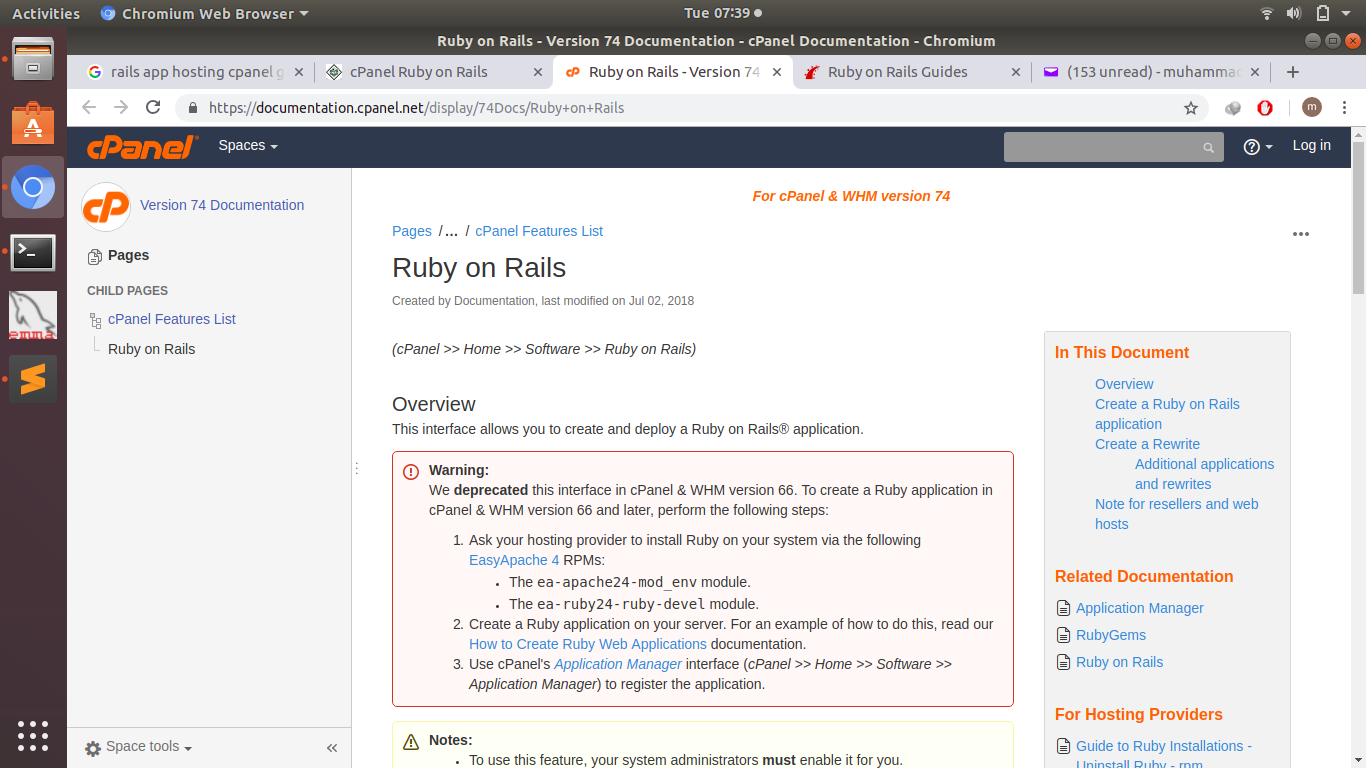 Activities Chromium Web Browser Tue 07:39
Ruby on Rails - Version 74 Documentation - cPanel Documentation - Chromium
rails app hosting cpanel g cPanel Ruby on Rails Ruby on Rails - Version 74 Ruby on Rails Guides (153 unread) - muhammad
https://documentation.cpanel.net/display/74Docs/Ruby+on+Rails m
cPanel Spaces Log in
cP Version 74 Documentation
Pages
CHILD PAGES
cPanel Features List
Ruby on Rails
Space tools
For cPanel & WHM version 74
Pages /... / cPanel Features List
Ruby on Rails
Created by Documentation, last modified on Jul 02, 2018
(cPanel >> Home >> Software >> Ruby on Rails)
Overview
This interface allows you to create and deploy a Ruby on Rails® application.
Warning:
We deprecated this interface in cPanel & WHM version 66. To create a Ruby application in
cPanel & WHM version 66 and later, perform the following steps:
1. Ask your hosting provider to install Ruby on your system via the following
EasyApache 4 RPMs:
• The ea-apache24-mod_env module.
• The ea-ruby24-ruby-devel module.
2. Create a Ruby application on your server. For an example of how to do this, read our
How to Create Ruby Web Applications documentation.
3. Use cPanel's Application Manager interface (cPanel >> Home >> Software >>
Application Manager) to register the application.
Notes:
• To use this feature, your system administrators must enable it for you.
In This Document
Overview
Create a Ruby on Rails
application
Create a Rewrite
Additional applications
and rewrites
Note for resellers and web
hosts
Related Documentation
Application Manager
RubyGems
Ruby on Rails
For Hosting Providers
Guide to Ruby Installations -
Uninstall Ruby - rpm
emma